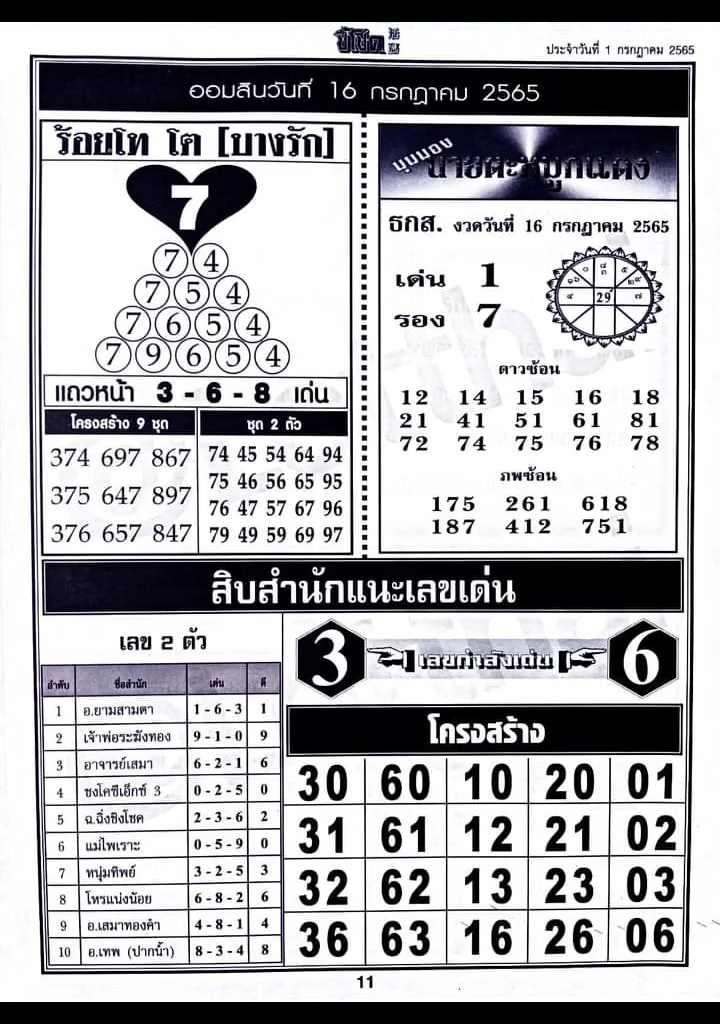 ประจำวันที่ 1 กรกฎาคม 2565
ออมสินวันที่ 16 กรกฎาคม 2565
ร้อยโท โต [บางรัก]
7
7 4
7 5 4
7 6 5 4
7 9 6 5 4
แถวหน้า 3 - 6 - 8 เด่น
โครงสร้าง 9 ชุด
374 697 867
375 647 897
376 657 847
ชุด 2 ตัว
74 45 54 64 94
75 46 56 65 95
76 47 57 67 96
79 49 59 69 97
มุมมอง
นายตะหมูกแดง
ธกส. งวดวันที่ 16 กรกฎาคม 2565
เด่น 1
รอง 7
29
ดาวซ้อน
12 14 15 16 18
21 41 51 61 81
72 74 75 76 78
ภพซ้อน
175 261 618
187 412 751
สิบสำนักแนะเลขเด่น
เลข 2 ตัว
ลำดับ ชื่อสำนัก เด่น ดี
1 อ.ยามสามตา 1 - 6 - 3 1
2 เจ้าพ่อระฆังทอง 9 - 1 - 0 9
3 อาจารย์เสมา 6 - 2 - 1 6
4 ชงโคซีเอ็กซ์ 3 0 - 2 - 5 0
5 ฉ.ฉิ่งชิงโชค 2 - 3 - 6 2
6 แม่ไพเราะ 0 - 5 - 9 0
7 หนุ่มทิพย์ 3 - 2 - 5 3
8 โหรแน่งน้อย 6 - 8 - 2 6
9 อ.เสมาทองคำ 4 - 8 - 1 4
10 อ.เทพ (ปากน้ำ) 8 - 3 - 4 8
3 เลขกำลังเด่น 6
โครงสร้าง
30 60 10 20 01
31 61 12 21 02
32 62 13 23 03
36 63 16 26 06
11